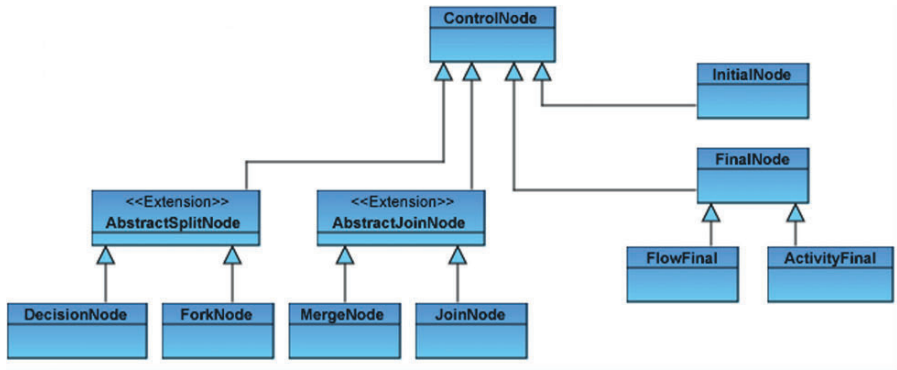 ControlNode
InitialNode
FinalNode
<<Extension>>
AbstractSplitNode
<<Extension>>
AbstractJoinNode
FlowFinal
ActivityFinal
DecisionNode
ForkNode
MergeNode
JoinNode